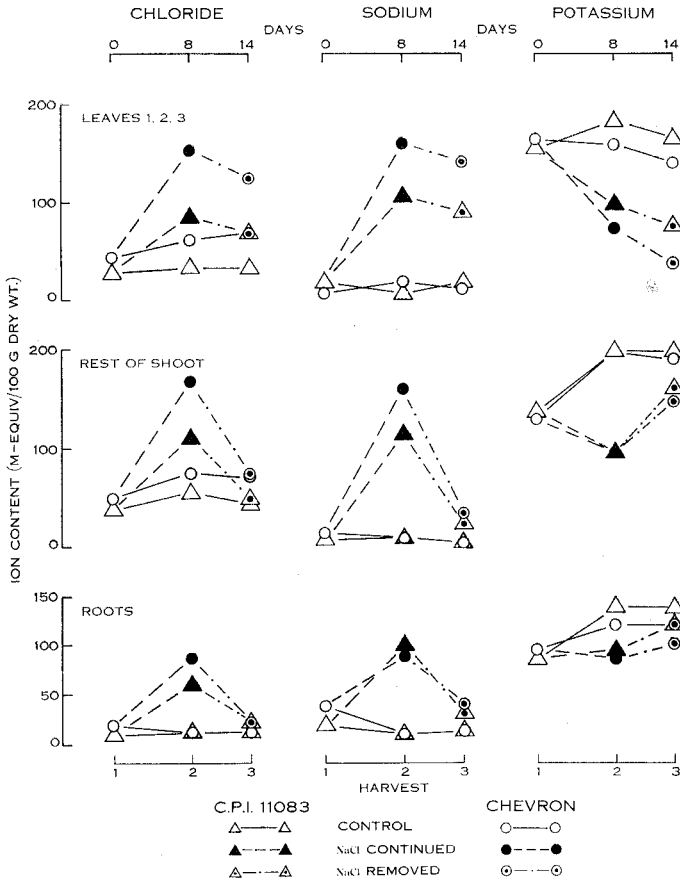 CHLORIDE SODIUM POTASSIUM
DAYS DAYS
0 8 14 0 8 14 0 8 14
200
LEAVES 1, 2, 3
100
0
200
REST OF SHOOT
100
0
150
ROOTS
100
50
0
ION CONTENT (M-EQUIV/100 G DRY WT.)
1 2 3 1 2 3 1 2 3
HARVEST
C.P.I. 11083 CHEVRON
CONTROL
NaCl CONTINUED
NaCl REMOVED